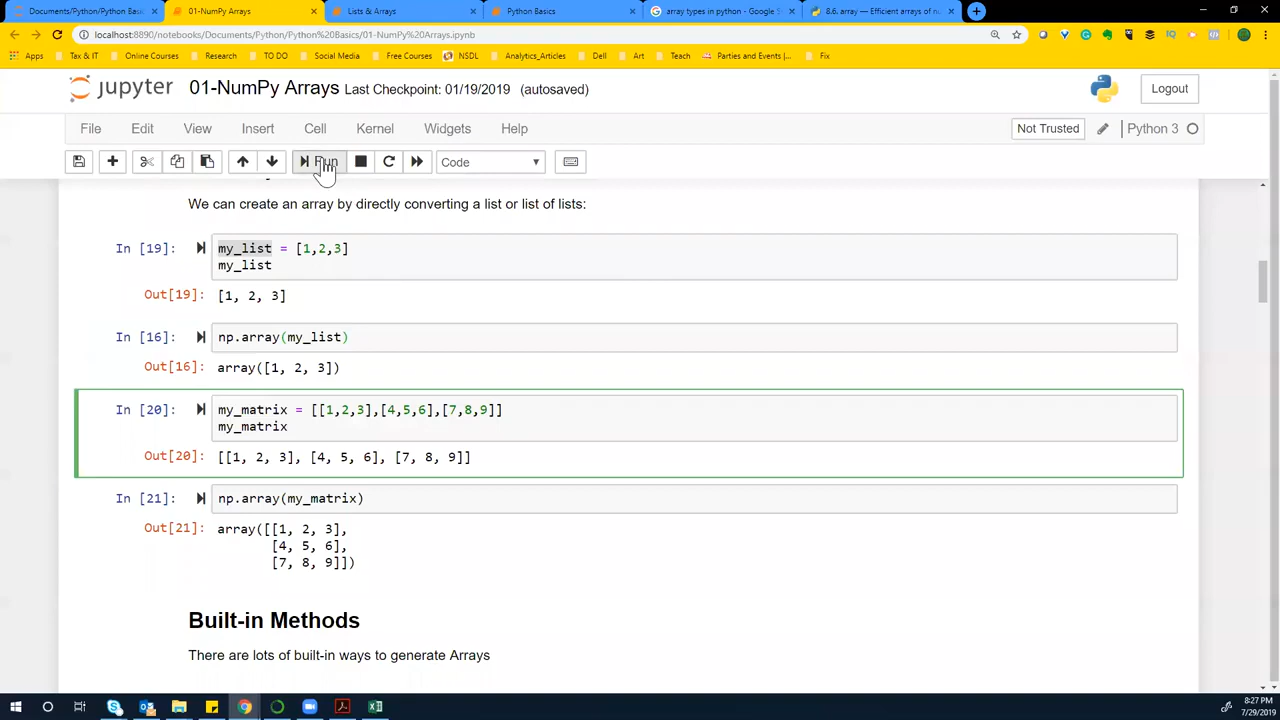 Documents/Python/Python Basi × 01-NumPy Arrays × Lists & Arrays × Python Basics × array types in python - Google S × 8.6. array — Efficient arrays of nu ×
localhost:8890/notebooks/Documents/Python/Python%20Basics/01-NumPy%20Arrays.ipynb
Apps Tax & IT Online Courses Research TO DO Social Media Free Courses NSDL Analytics_Articles Dell Art Teach Parties and Events |... Fix
jupyter 01-NumPy Arrays Last Checkpoint: 01/19/2019 (autosaved) Logout
File Edit View Insert Cell Kernel Widgets Help Not Trusted Python 3
Run Code
We can create an array by directly converting a list or list of lists:
In [19]: my_list = [1,2,3]
my_list
Out[19]: [1, 2, 3]
In [16]: np.array(my_list)
Out[16]: array([1, 2, 3])
In [20]: my_matrix = [[1,2,3],[4,5,6],[7,8,9]]
my_matrix
Out[20]: [[1, 2, 3], [4, 5, 6], [7, 8, 9]]
In [21]: np.array(my_matrix)
Out[21]: array([[1, 2, 3],
[4, 5, 6],
[7, 8, 9]])
Built-in Methods
There are lots of built-in ways to generate Arrays
8:27 PM
7/29/2019